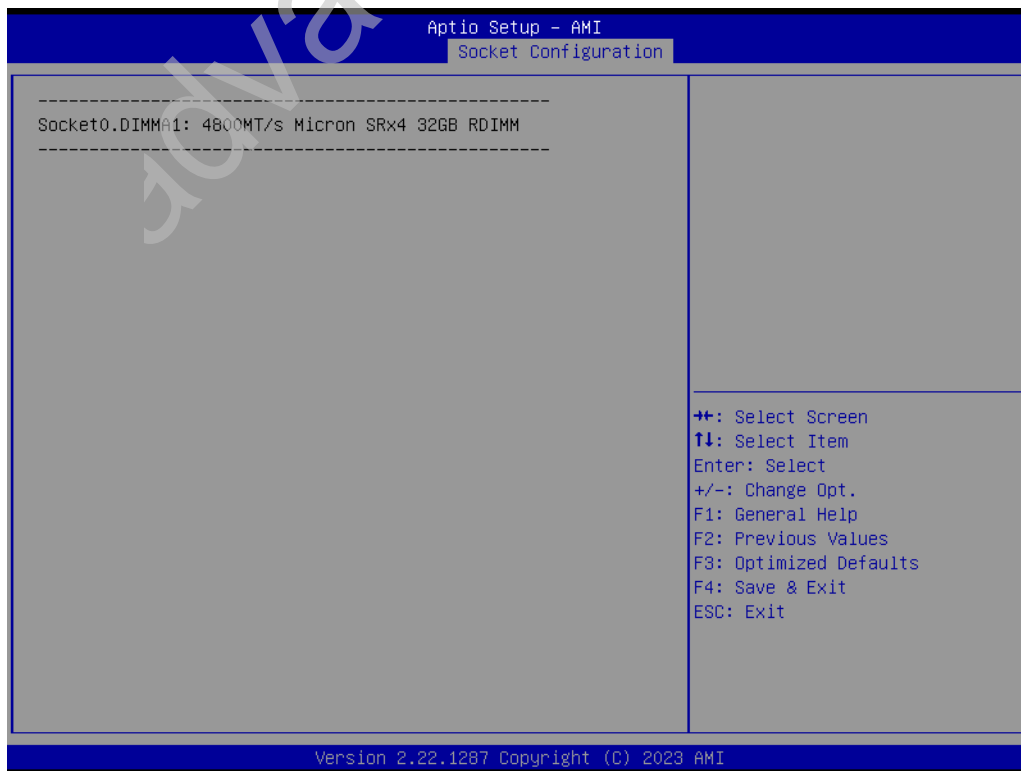 Aptio Setup - AMI
Socket Configuration
--------------------------------------------------
Socket0.DIMMA1: 4800MT/s Micron SRx4 32GB RDIMM
--------------------------------------------------
→←: Select Screen
↑↓: Select Item
Enter: Select
+/-: Change Opt.
F1: General Help
F2: Previous Values
F3: Optimized Defaults
F4: Save & Exit
ESC: Exit
Version 2.22.1287 Copyright (C) 2023 AMI